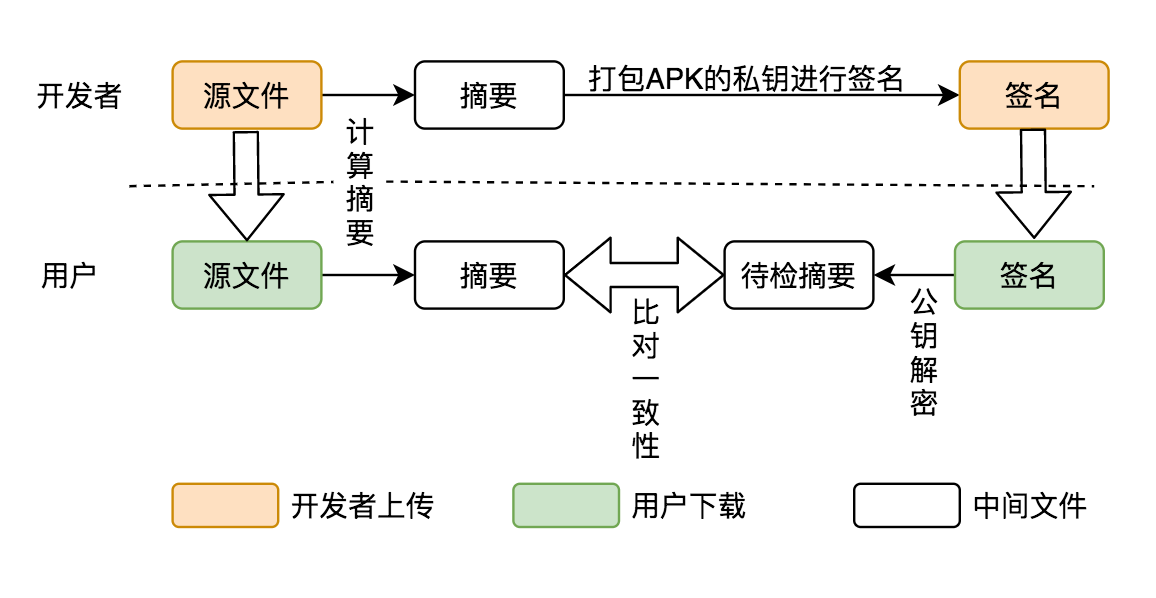 开发者
源文件
摘要
打包APK的私钥进行签名
签名
计算摘要
用户
源文件
摘要
比对一致性
待检摘要
公钥解密
签名
开发者上传
用户下载
中间文件